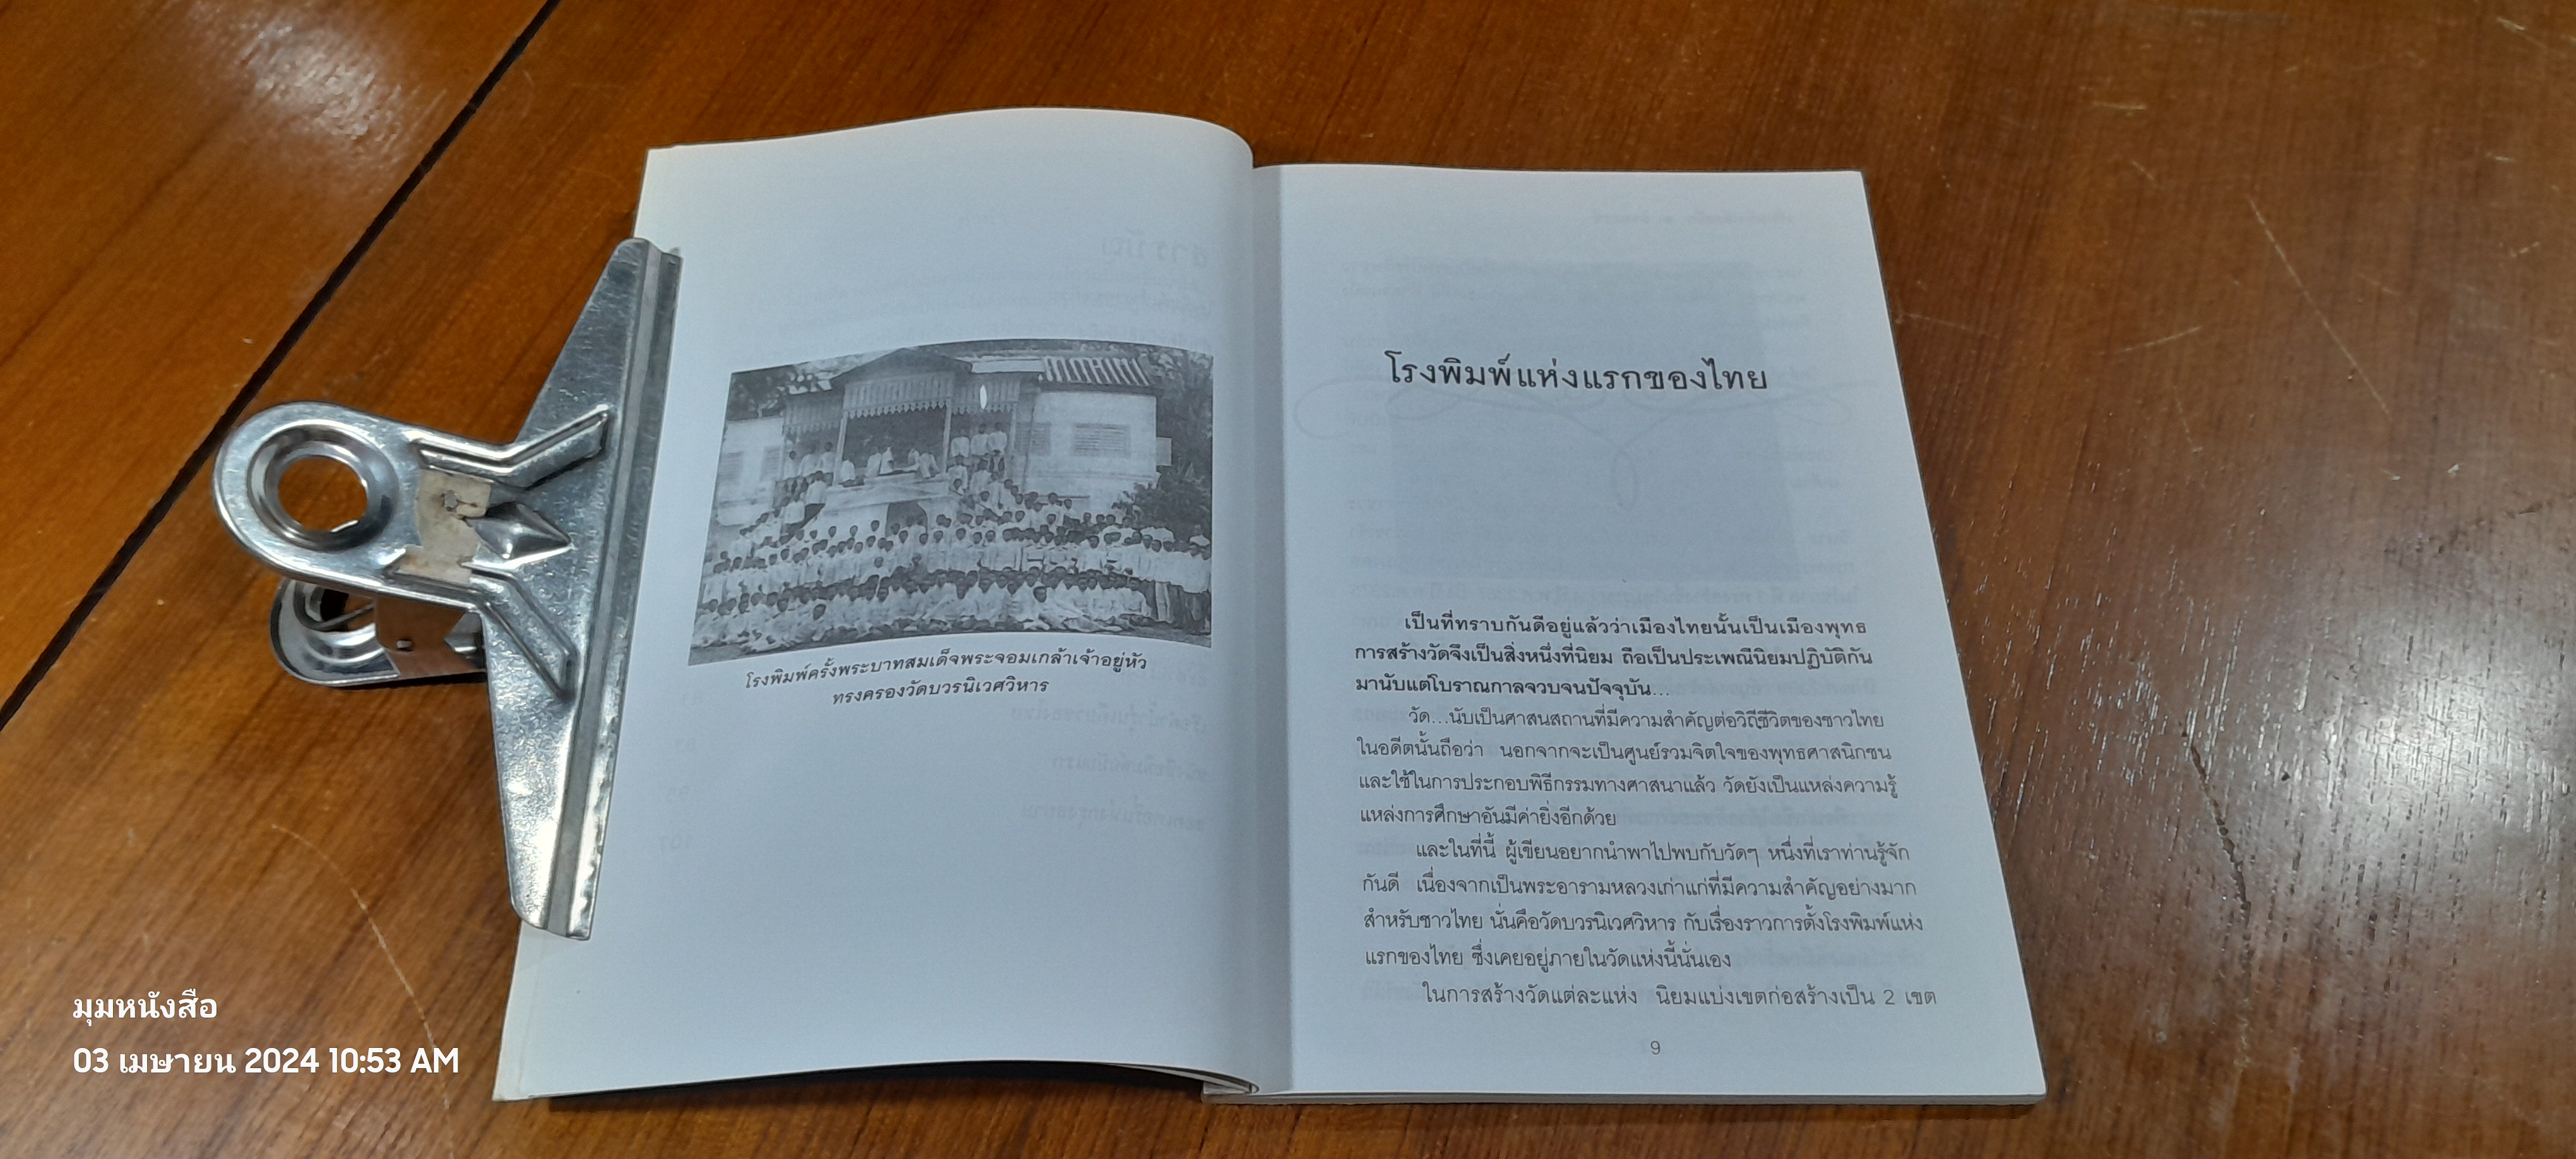 โรงพิมพ์ครั้งพระบาทสมเด็จพระจอมเกล้าเจ้าอยู่หัว
ทรงครองวัดบวรนิเวศวิหาร
โรงพิมพ์แห่งแรกของไทย
เป็นที่ทราบกันดีอยู่แล้วว่าเมืองไทยนั้นเป็นเมืองพุทธ
การสร้างวัดจึงเป็นสิ่งหนึ่งที่นิยม ถือเป็นประเพณีนิยมปฏิบัติกัน
มานับแต่โบราณกาลจวบจนปัจจุบัน...
วัด...นับเป็นศาสนสถานที่มีความสำคัญต่อวิถีชีวิตของชาวไทย
ในอดีตนั้นถือว่า นอกจากจะเป็นศูนย์รวมจิตใจของพุทธศาสนิกชน
และใช้ในการประกอบพิธีกรรมทางศาสนาแล้ว วัดยังเป็นแหล่งความรู้
แหล่งการศึกษาอันมีค่ายิ่งอีกด้วย
และในที่นี้ ผู้เขียนอยากนำพาไปพบกับวัดๆ หนึ่งที่เราท่านรู้จัก
กันดี เนื่องจากเป็นพระอารามหลวงเก่าแก่ที่มีความสำคัญอย่างมาก
สำหรับชาวไทย นั่นคือวัดบวรนิเวศวิหาร กับเรื่องราวการตั้งโรงพิมพ์แห่ง
แรกของไทย ซึ่งเคยอยู่ภายในวัดแห่งนี้นั่นเอง
ในการสร้างวัดแต่ละแห่ง นิยมแบ่งเขตก่อสร้างเป็น 2 เขต
9
มุมหนังสือ
03 เมษายน 2024 10:53 AM